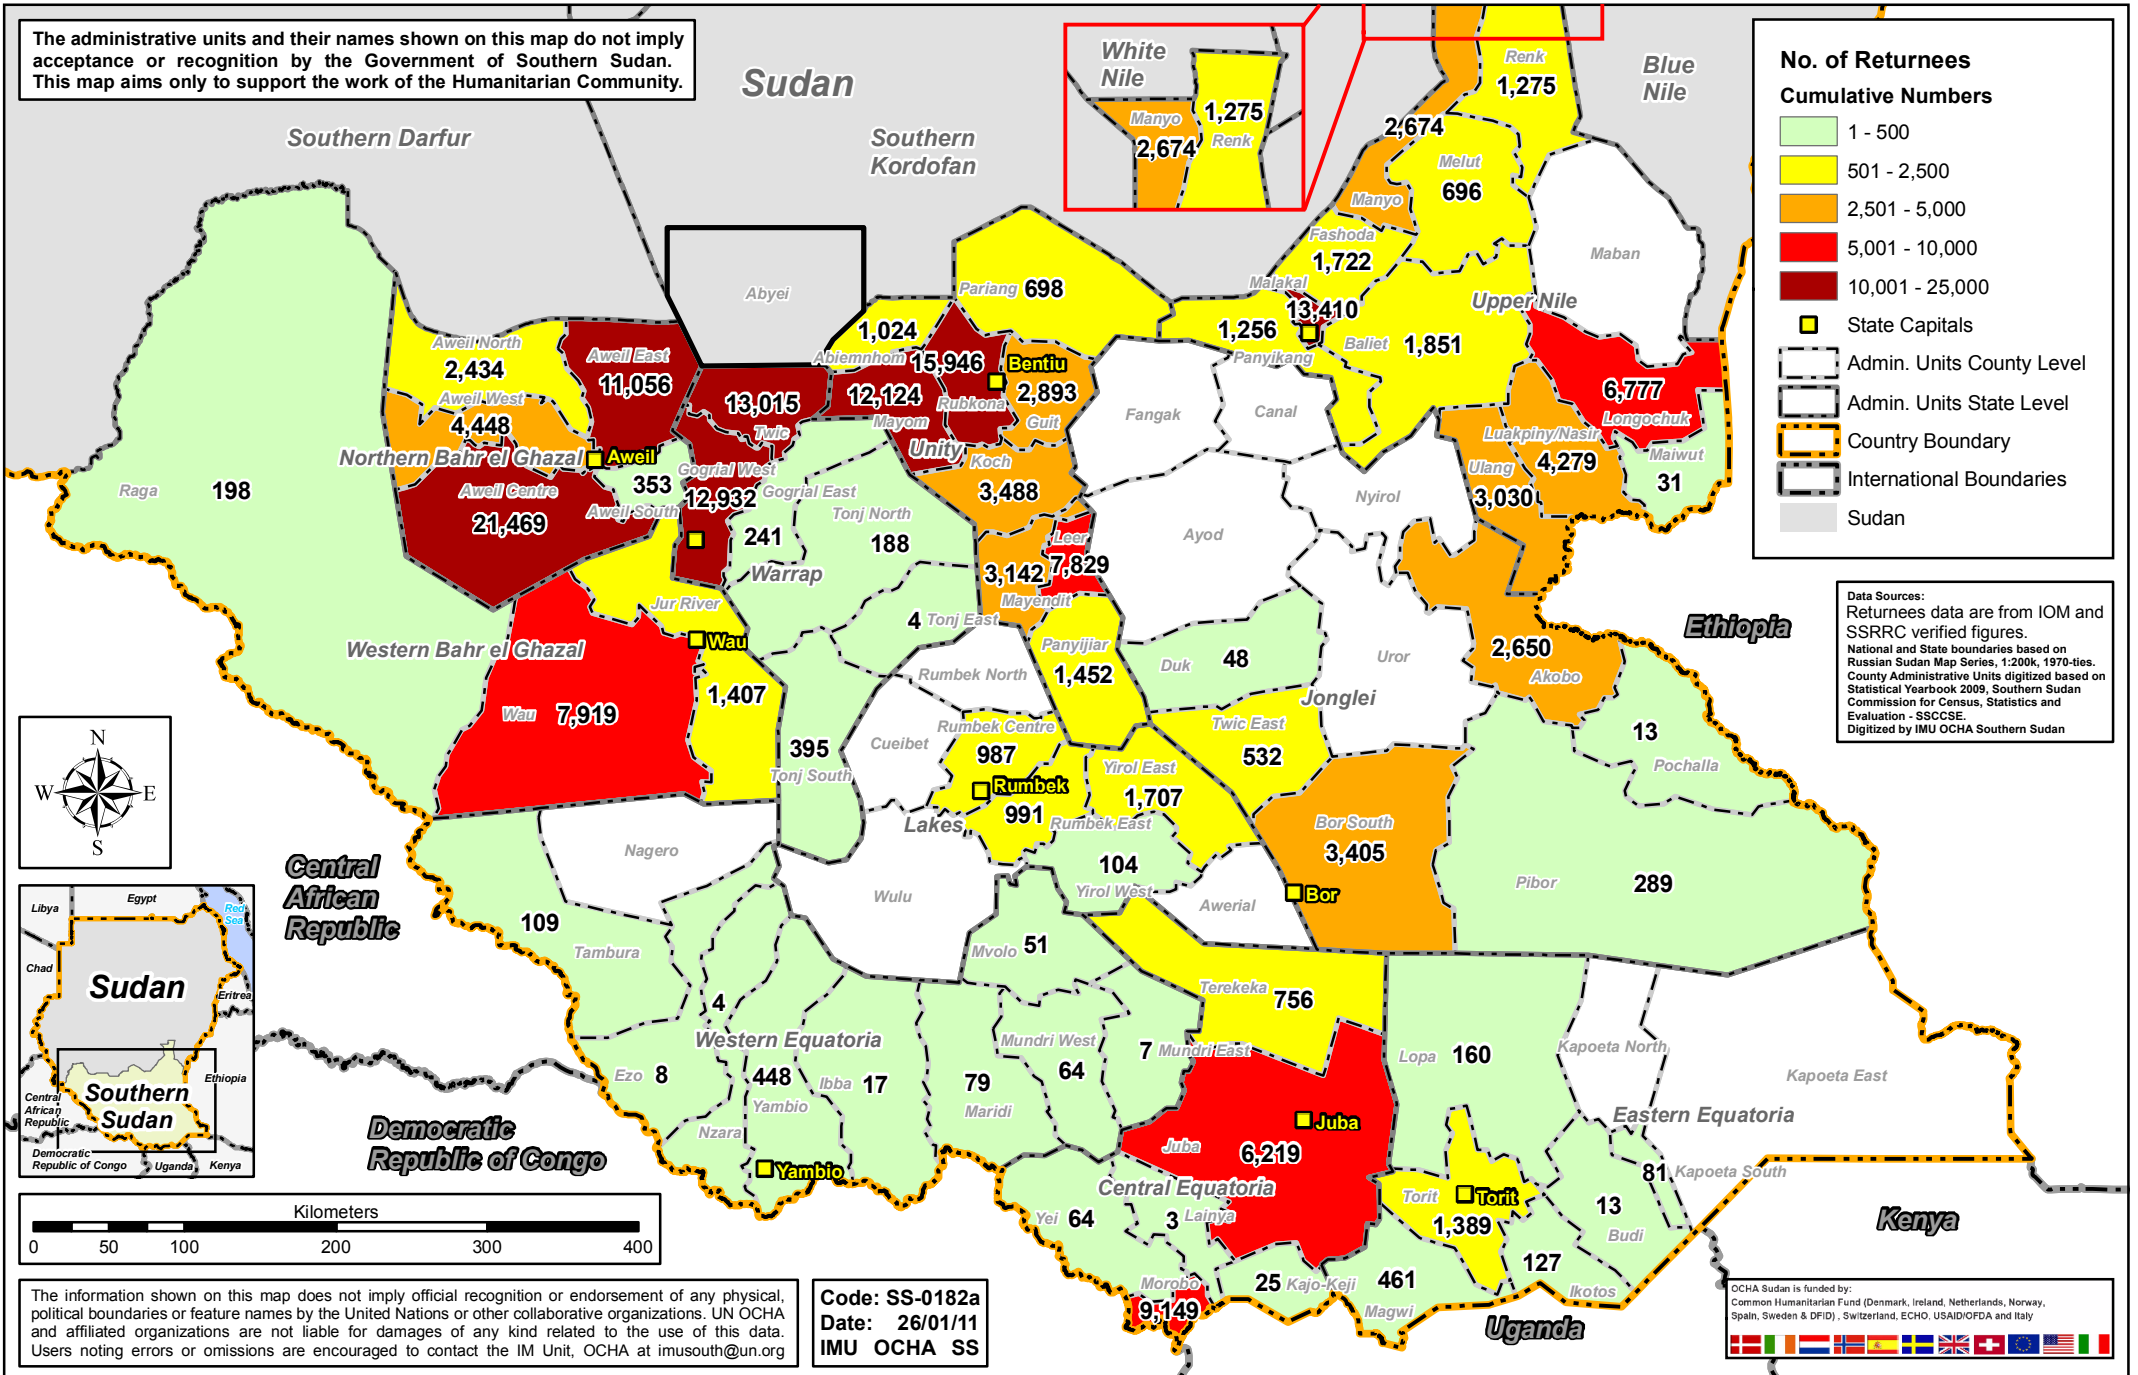 The administrative units and their names shown on this map do not imply
acceptance or recognition by the Government of Southern Sudan.
This map aims only to support the work of the Humanitarian Community.
Sudan
Southern Darfur
Southern
Kordofan
White
Nile
Manyo
2,674
1,275
Renk
Renk
1,275
Blue
Nile
2,674
Melut
696
Manyo
Fashoda
1,722
Maban
Abyei
Pariang 698
Malakal
13,410
Upper Nile
1,256
Panyikang
Baliet 1,851
1,024
Abiemnhom
15,946
Bentiu
Rubkona
2,893
Guit
12,124
Mayom
Unity
Aweil North
2,434
Aweil East
11,056
Aweil West
4,448
Northern Bahr el Ghazal
Aweil
13,015
Twic
Fangak
Canal
6,777
Longochuk
Luakpiny/Nasir
4,279
Maiwut
31
Ulang
3,030
Nyirol
Raga 198
Aweil Centre
21,469
353
Aweil South
Gogrial West
12,932
Gogrial East
241
Tonj North
188
Koch
3,488
Ayod
Leer
7,829
3,142
Mayendit
Warrap
Jur River
4 Tonj East
Wau
Western Bahr el Ghazal
Rumbek North
Panyijiar
1,452
Duk 48
Uror
2,650
Akobo
Ethiopia
Jonglei
Wau 7,919
1,407
395
Tonj South
Cueibet
Rumbek Centre
987
Rumbek
991
Rumbek East
Lakes
Yirol East
1,707
Twic East
532
13
Pochalla
Bor South
3,405
Bor
Pibor 289
104
Yirol West
Awerial
Wulu
Nagero
Central
African
Republic
109
Tambura
Mvolo 51
Terekeka
756
4
Western Equatoria
Mundri West
64
7 Mundri East
Ezo 8
448
Yambio
Ibba 17
79
Maridi
Nzara
Yambio
Democratic
Republic of Congo
Lopa 160
Kapoeta North
Kapoeta East
Eastern Equatoria
Juba
Juba
6,219
Central Equatoria
Yei 64
3 Lainya
Torit
Torit
1,389
81 Kapoeta South
13
Budi
127
Ikotos
Morobo
9,149
25 Kajo-Keji
461
Magwi
Uganda
Kenya
No. of Returnees
Cumulative Numbers
1 - 500
501 - 2,500
2,501 - 5,000
5,001 - 10,000
10,001 - 25,000
State Capitals
Admin. Units County Level
Admin. Units State Level
Country Boundary
International Boundaries
Sudan
Data Sources:
Returnees data are from IOM and
SSRRC verified figures.
National and State boundaries based on
Russian Sudan Map Series, 1:200k, 1970-ties.
County Administrative Units digitized based on
Statistical Yearbook 2009, Southern Sudan
Commission for Census, Statistics and
Evaluation - SSCCSE.
Digitized by IMU OCHA Southern Sudan
N
W E
S
Libya
Egypt
Red
Sea
Chad
Sudan
Eritrea
Ethiopia
Southern
Sudan
Central
African
Republic
Democratic
Republic of Congo
Uganda
Kenya
Kilometers
0 50 100 200 300 400
The information shown on this map does not imply official recognition or endorsement of any physical,
political boundaries or feature names by the United Nations or other collaborative organizations. UN OCHA
and affiliated organizations are not liable for damages of any kind related to the use of this data.
Users noting errors or omissions are encouraged to contact the IM Unit, OCHA at imusouth@un.org
Code: SS-0182a
Date: 26/01/11
IMU OCHA SS
OCHA Sudan is funded by:
Common Humanitarian Fund (Denmark, Ireland, Netherlands, Norway,
Spain, Sweden & DFID) , Switzerland, ECHO, USAID/OFDA and Italy